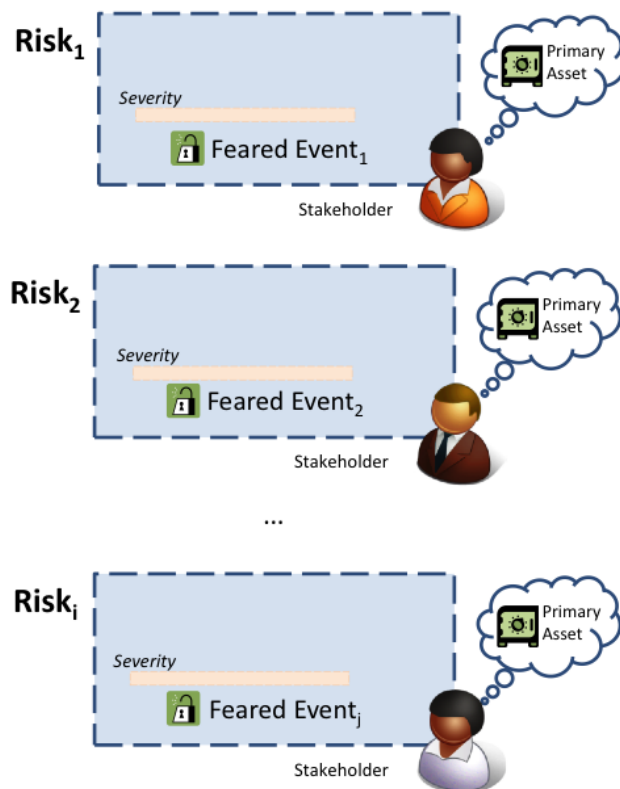 Risk₁
Primary
Asset
Severity
Feared Event₁
Stakeholder
Risk₂
Primary
Asset
Severity
Feared Event₂
Stakeholder
...
Riskᵢ
Primary
Asset
Severity
Feared Eventⱼ
Stakeholder